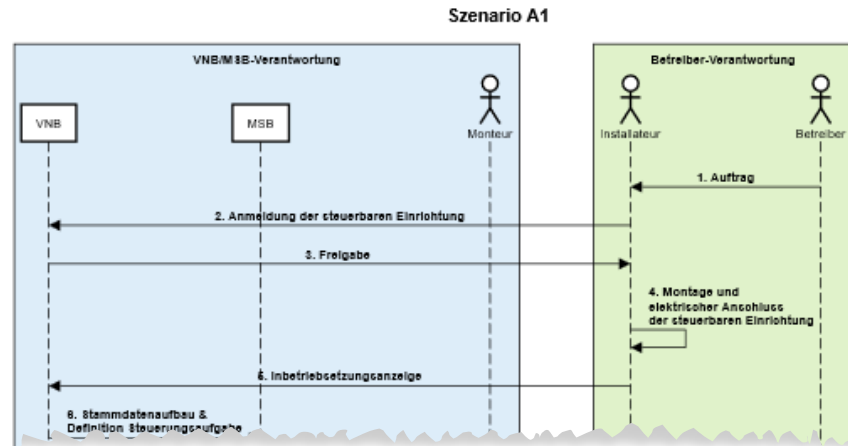 Szenario A1
VNB/MSB-Verantwortung
Betreiber-Verantwortung
VNB
MSB
Monteur
Installateur
Betreiber
1. Auftrag
2. Anmeldung der steuerbaren Einrichtung
3. Freigabe
4. Montage und
elektrischer Anschluss
der steuerbaren Einrichtung
5. Inbetriebsetzungsanzeige
6. Stammdatenaufbau &
Definition Steuerungsaufgabe